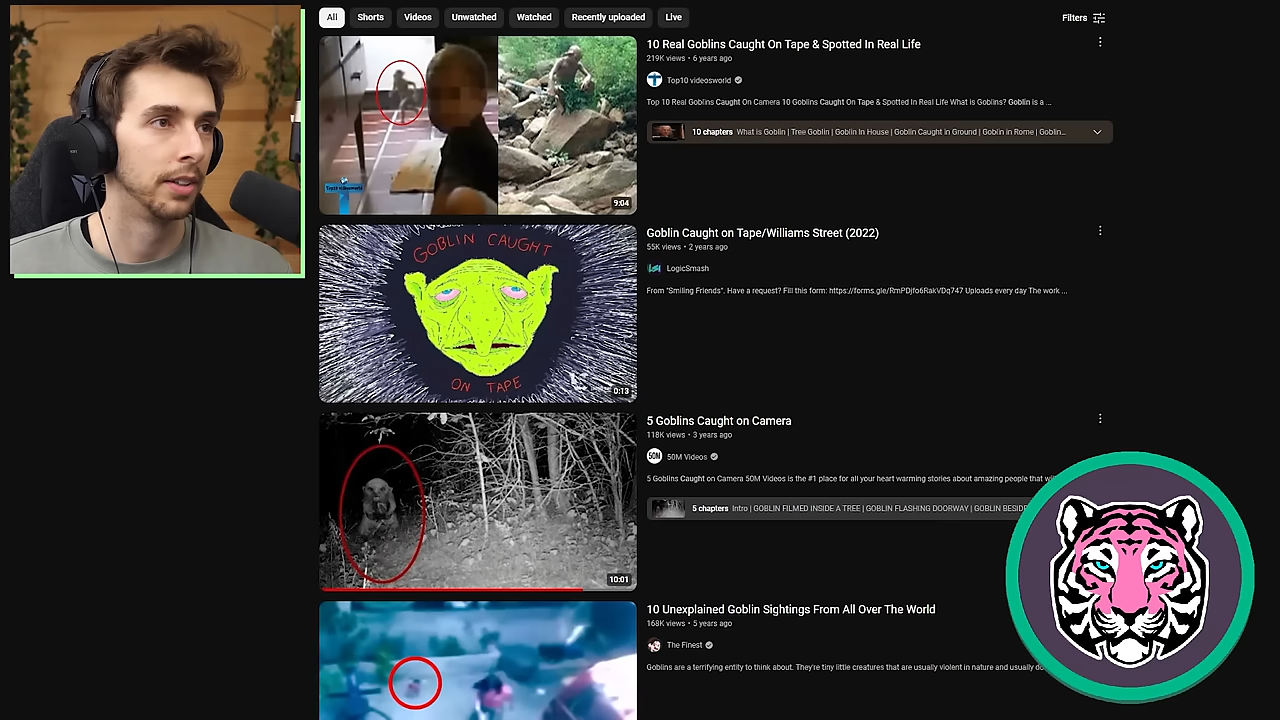 All
Shorts
Videos
Unwatched
Watched
Recently uploaded
Live
Filters
10 Real Goblins Caught On Tape & Spotted In Real Life
219K views • 6 years ago
Top10 videosworld
Top 10 Real Goblins Caught On Camera 10 Goblins Caught On Tape & Spotted In Real Life What is Goblins? Goblin is a ...
10 chapters What is Goblin | Tree Goblin | Goblin In House | Goblin Caught in Ground | Goblin in Rome | Goblin...
Top10 videosworld
9:04
GOBLIN CAUGHT
ON TAPE
0:13
Goblin Caught on Tape/Williams Street (2022)
55K views • 2 years ago
LogicSmash
From "Smiling Friends". Have a request? Fill this form: https://forms.gle/RmPDjfo6RakVDq747 Uploads every day The work ...
10:01
5 Goblins Caught on Camera
118K views • 3 years ago
50M
50M Videos
5 Goblins Caught on Camera 50M Videos is the #1 place for all your heart warming stories about amazing people that
5 chapters Intro | GOBLIN FILMED INSIDE A TREE | GOBLIN FLASHING DOORWAY | GOBLIN BESIDE
10 Unexplained Goblin Sightings From All Over The World
168K views • 5 years ago
The Finest
Goblins are a terrifying entity to think about. They're tiny little creatures that are usually violent in nature and usually